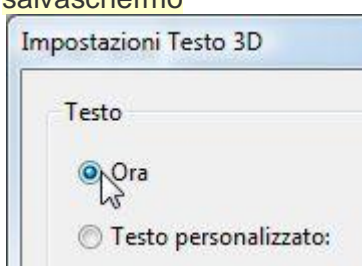 salvaschermo
Impostazioni Testo 3D
Testo
Ora
Testo personalizzato: